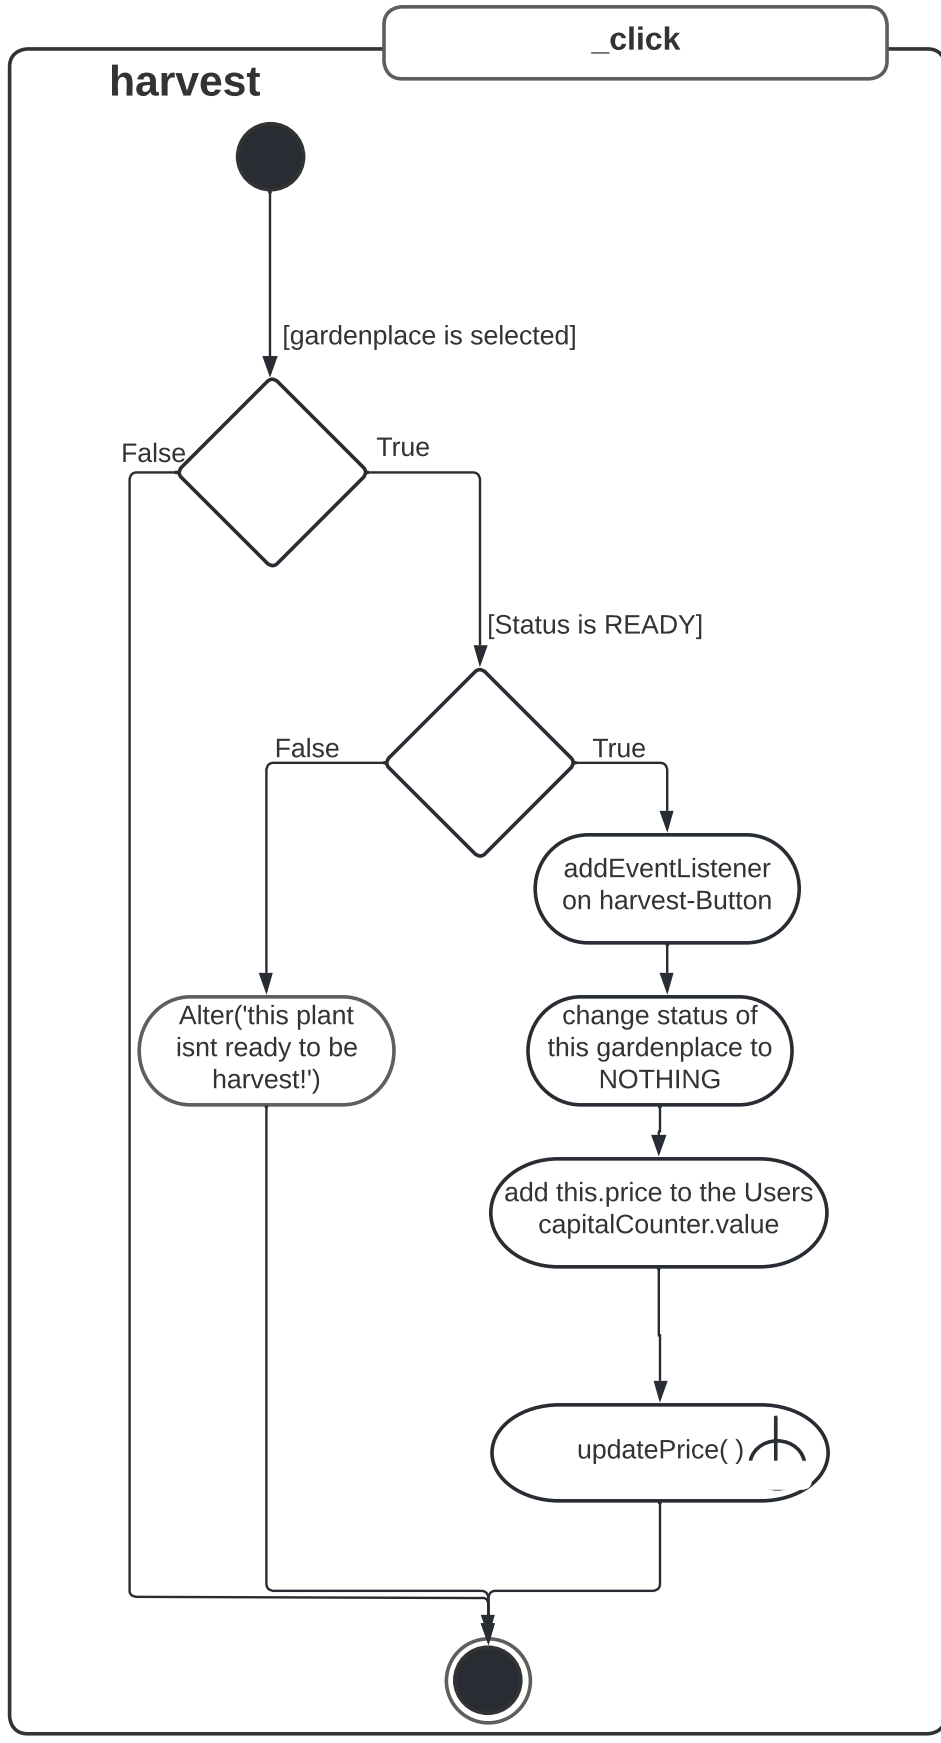 _click
harvest
[gardenplace is selected]
False
True
[Status is READY]
False
True
addEventListener
on harvest-Button
Alter('this plant
isnt ready to be
harvest!')
change status of
this gardenplace to
NOTHING
add this.price to the Users
capitalCounter.value
updatePrice( )